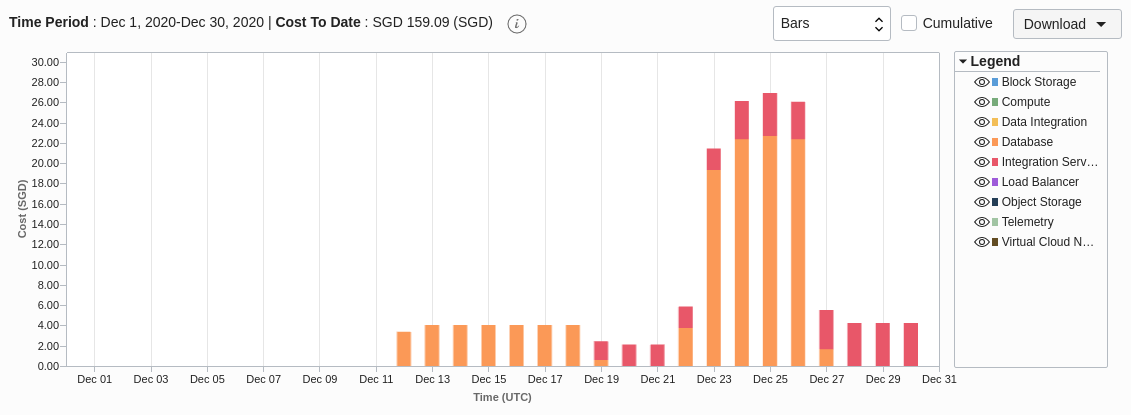 Time Period : Dec 1, 2020-Dec 30, 2020 | Cost To Date : SGD 159.09 (SGD) i
Bars
Cumulative
Download
30.00
28.00
26.00
24.00
22.00
20.00
18.00
16.00
14.00
12.00
10.00
8.00
6.00
4.00
2.00
0.00
Cost (SGD)
Dec 01 Dec 03 Dec 05 Dec 07 Dec 09 Dec 11 Dec 13 Dec 15 Dec 17 Dec 19 Dec 21 Dec 23 Dec 25 Dec 27 Dec 29 Dec 31
Time (UTC)
Legend
Block Storage
Compute
Data Integration
Database
Integration Serv...
Load Balancer
Object Storage
Telemetry
Virtual Cloud N...